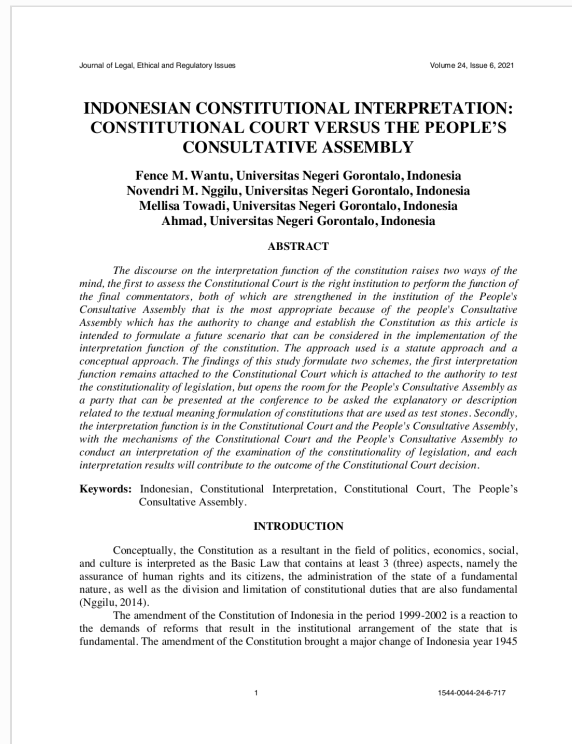 Journal of Legal, Ethical and Regulatory Issues Volume 24, Issue 6, 2021
INDONESIAN CONSTITUTIONAL INTERPRETATION:
CONSTITUTIONAL COURT VERSUS THE PEOPLE'S
CONSULTATIVE ASSEMBLY
Fence M. Wantu, Universitas Negeri Gorontalo, Indonesia
Novendri M. Nggilu, Universitas Negeri Gorontalo, Indonesia
Mellisa Towadi, Universitas Negeri Gorontalo, Indonesia
Ahmad, Universitas Negeri Gorontalo, Indonesia
ABSTRACT
The discourse on the interpretation function of the constitution raises two ways of the
mind, the first to assess the Constitutional Court is the right institution to perform the function of
the final commentators, both of which are strengthened in the institution of the People's
Consultative Assembly that is the most appropriate because of the people's Consultative
Assembly which has the authority to change and establish the Constitution as this article is
intended to formulate a future scenario that can be considered in the implementation of the
interpretation function of the constitution. The approach used is a statute approach and a
conceptual approach. The findings of this study formulate two schemes, the first interpretation
function remains attached to the Constitutional Court which is attached to the authority to test
the constitutionality of legislation, but opens the room for the People's Consultative Assembly as
a party that can be presented at the conference to be asked the explanatory or description
related to the textual meaning formulation of constitutions that are used as test stones. Secondly,
the interpretation function is in the Constitutional Court and the People's Consultative Assembly,
with the mechanisms of the Constitutional Court and the People's Consultative Assembly to
conduct an interpretation of the examination of the constitutionality of legislation, and each
interpretation results will contribute to the outcome of the Constitutional Court decision.
Keywords: Indonesian, Constitutional Interpretation, Constitutional Court, The People's
Consultative Assembly.
INTRODUCTION
Conceptually, the Constitution as a resultant in the field of politics, economics, social,
and culture is interpreted as the Basic Law that contains at least 3 (three) aspects, namely the
assurance of human rights and its citizens, the administration of the state of a fundamental
nature, as well as the division and limitation of constitutional duties that are also fundamental
(Nggilu, 2014).
The amendment of the Constitution of Indonesia in the period 1999-2002 is a reaction to
the demands of reforms that result in the institutional arrangement of the state that is
fundamental. The amendment of the Constitution brought a major change of Indonesia year 1945
1 1544-0044-24-6-717